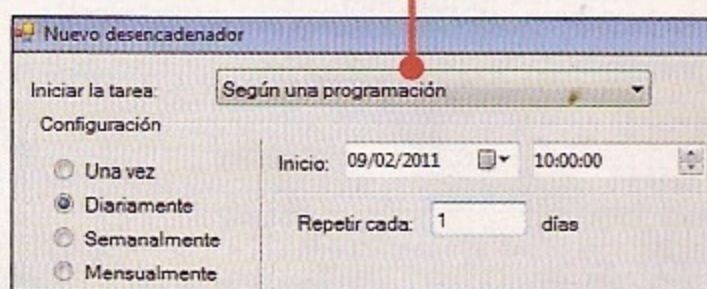 Nuevo desencadenador
Iniciar la tarea: Según una programación
Configuración
Una vez
Diariamente
Semanalmente
Mensualmente
Inicio: 09/02/2011 10:00:00
Repetir cada: 1 días